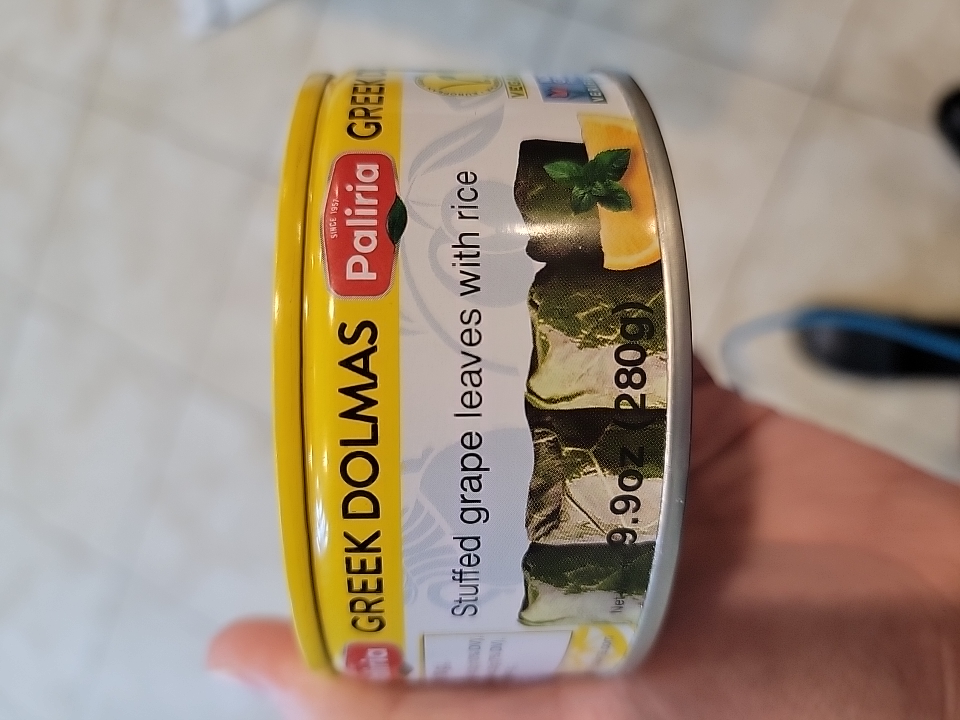 SINCE 1957
Paliria
GREEK DOLMAS
GREEK
Stuffed grape leaves with rice
9.9oz (280g)